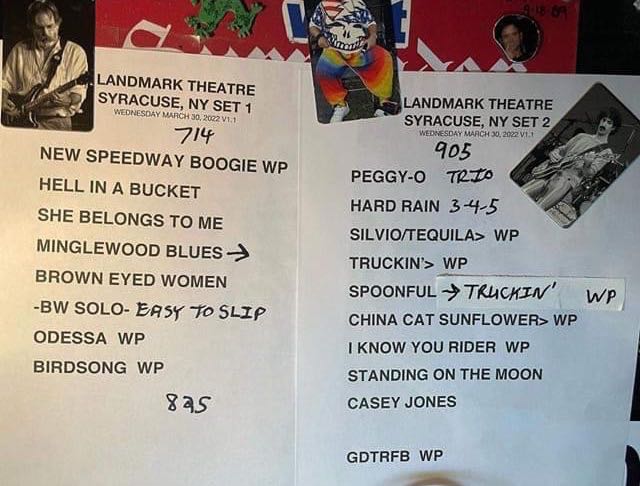 9-18-89
LANDMARK THEATRE
SYRACUSE, NY SET 1
WEDNESDAY MARCH 30, 2022 V1.1
714
NEW SPEEDWAY BOOGIE WP
HELL IN A BUCKET
SHE BELONGS TO ME
MINGLEWOOD BLUES →
BROWN EYED WOMEN
-BW SOLO- EASY TO SLIP
ODESSA WP
BIRDSONG WP
835
LANDMARK THEATRE
SYRACUSE, NY SET 2
WEDNESDAY MARCH 30, 2022 V1.1
905
PEGGY-O TRIO
HARD RAIN 3-4-5
SILVIO/TEQUILA> WP
TRUCKIN'> WP
SPOONFUL → TRUCKIN' WP
CHINA CAT SUNFLOWER> WP
I KNOW YOU RIDER WP
STANDING ON THE MOON
CASEY JONES
GDTRFB WP